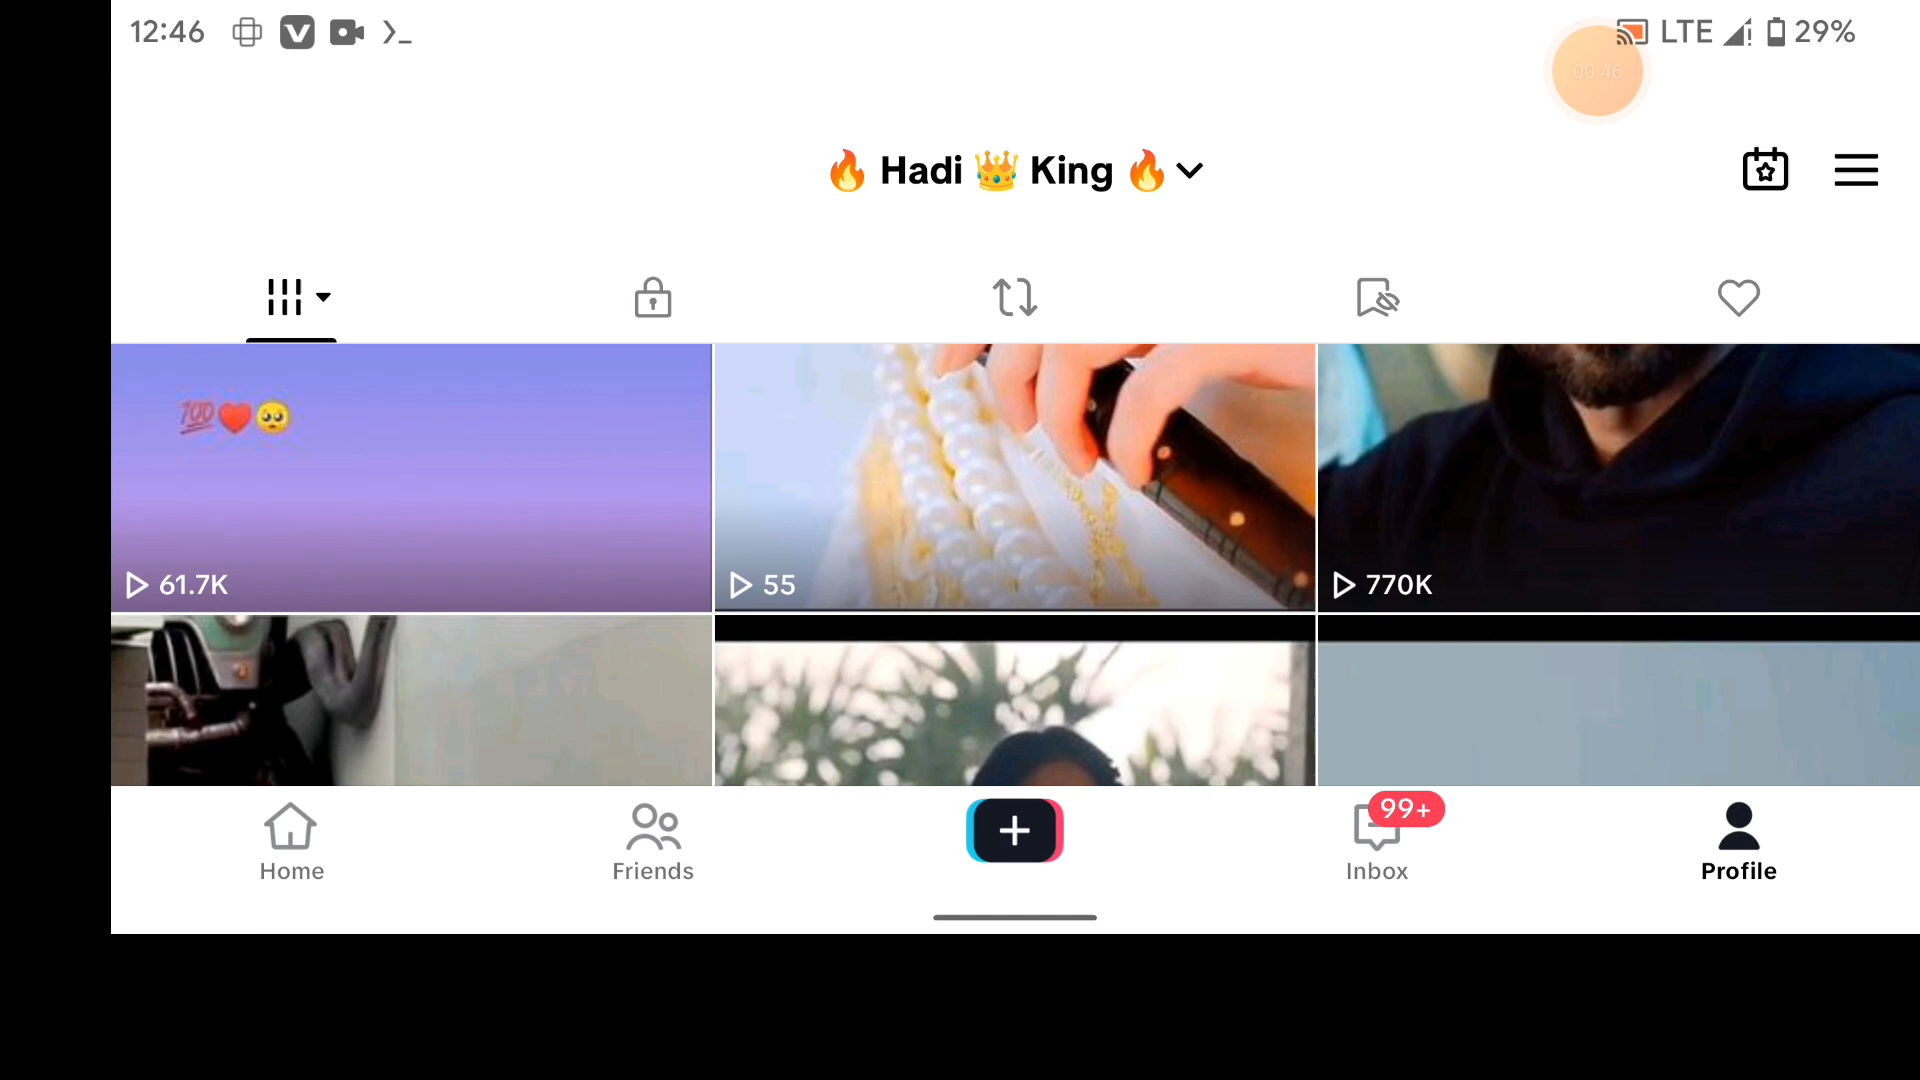 12:46
LTE 29%
00:46
🔥 Hadi 👑 King 🔥
💯❤️🥺
61.7K
55
770K
Home
Friends
99+
Inbox
Profile